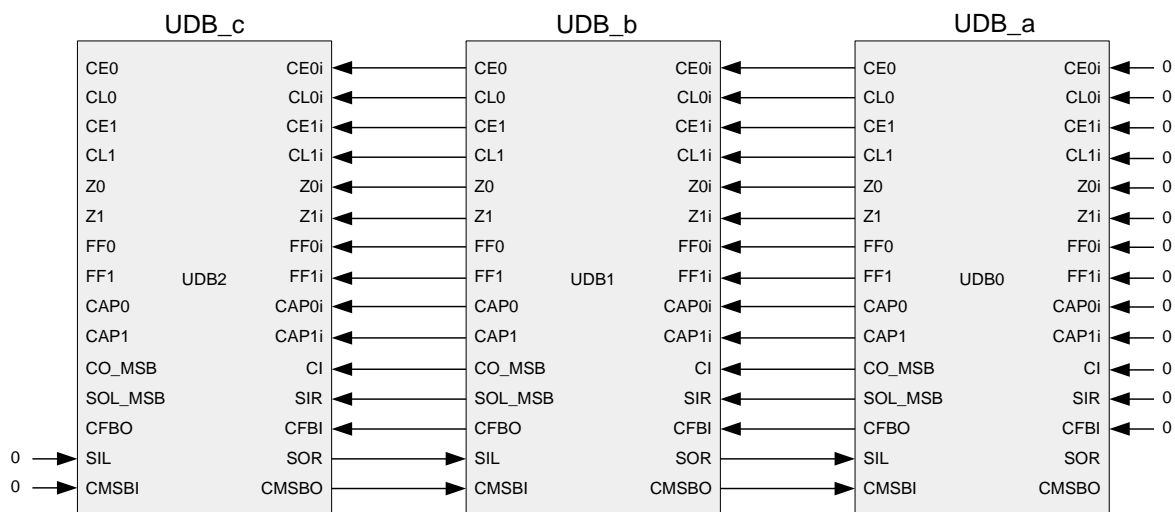 UDB_c UDB_b UDB_a
CE0 CE0i CE0 CE0i CE0 CE0i 0
CL0 CL0i CL0 CL0i CL0 CL0i 0
CE1 CE1i CE1 CE1i CE1 CE1i 0
CL1 CL1i CL1 CL1i CL1 CL1i 0
Z0 Z0i Z0 Z0i Z0 Z0i 0
Z1 Z1i Z1 Z1i Z1 Z1i 0
FF0 FF0i FF0 FF0i FF0 FF0i 0
FF1 UDB2 FF1i FF1 UDB1 FF1i FF1 UDB0 FF1i 0
CAP0 CAP0i CAP0 CAP0i CAP0 CAP0i 0
CAP1 CAP1i CAP1 CAP1i CAP1 CAP1i 0
CO_MSB CI CO_MSB CI CO_MSB CI 0
SOL_MSB SIR SOL_MSB SIR SOL_MSB SIR 0
CFBO CFBI CFBO CFBI CFBO CFBI 0
0 SIL SOR SIL SOR SIL SOR
0 CMSBI CMSBO CMSBI CMSBO CMSBI CMSBO